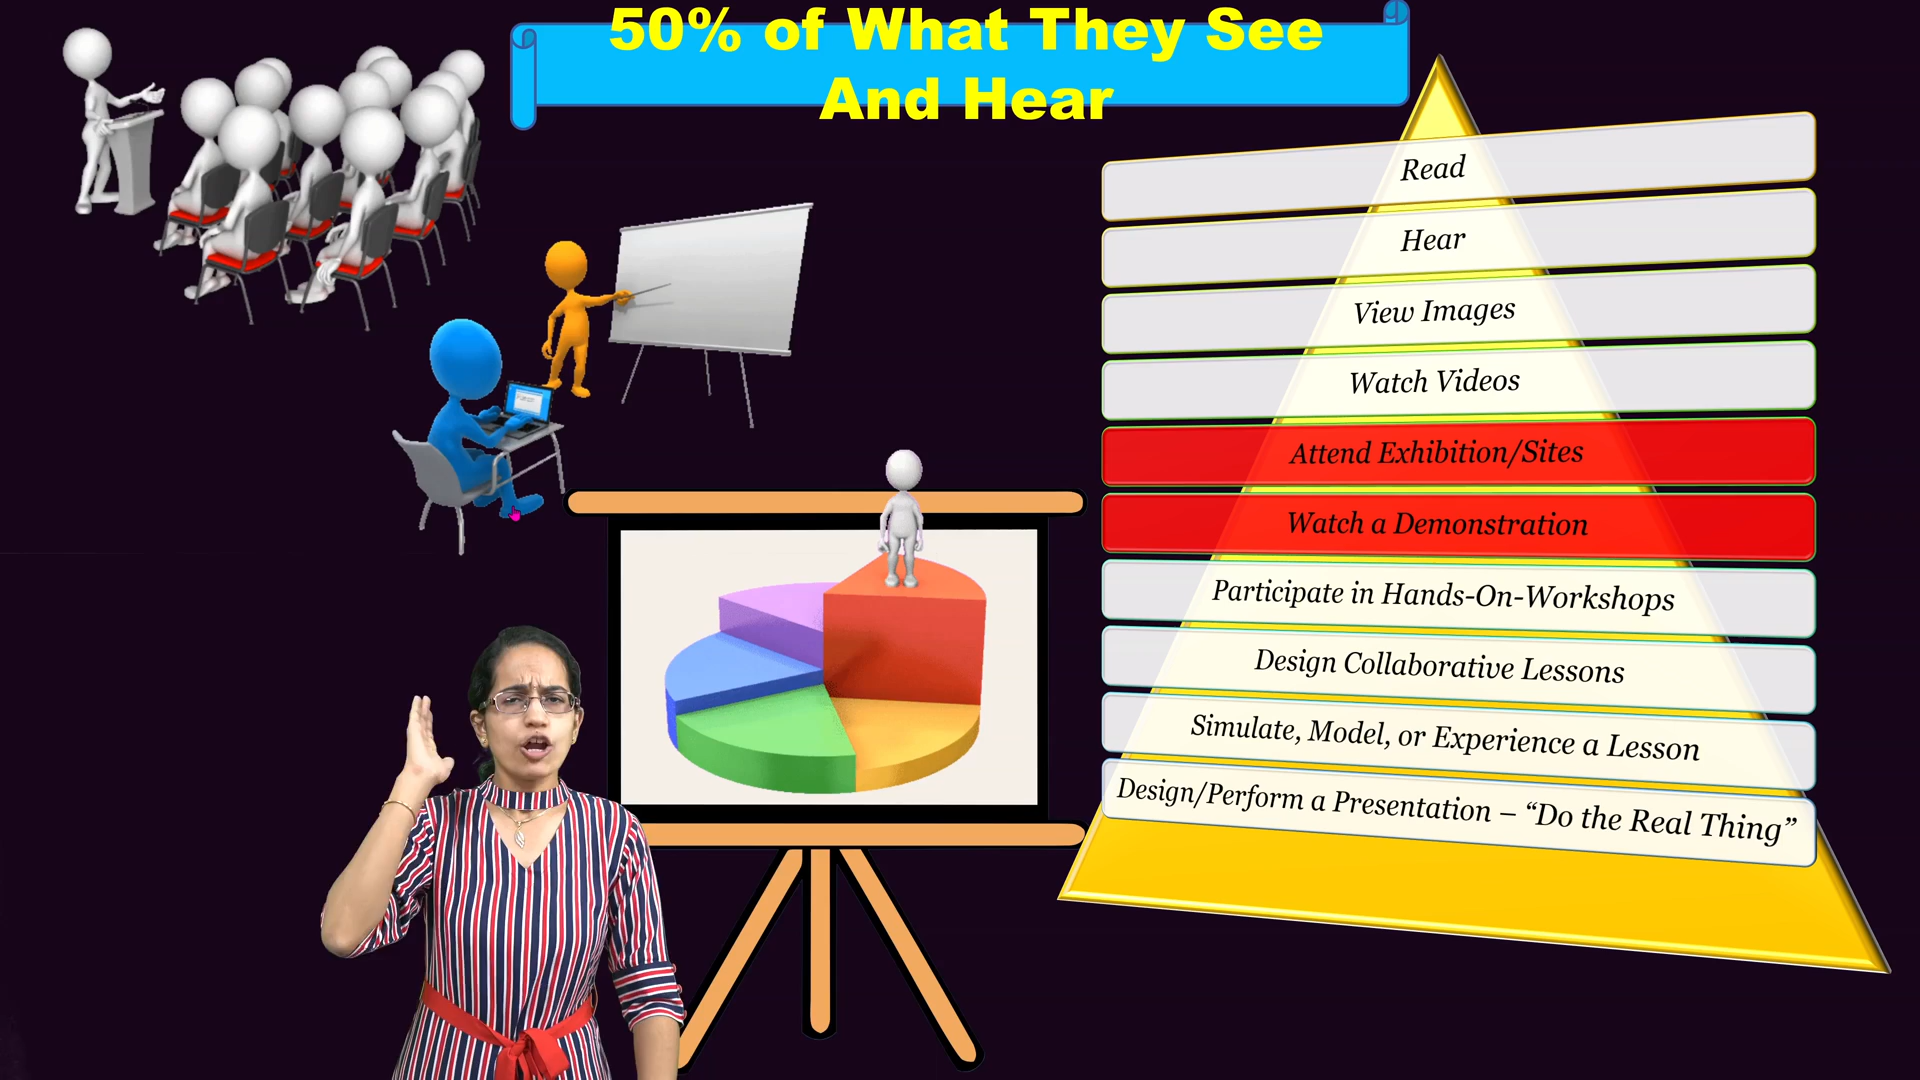 50% of What They See
And Hear
Read
Hear
View Images
Watch Videos
Attend Exhibition/Sites
Watch a Demonstration
Participate in Hands-On-Workshops
Design Collaborative Lessons
Simulate, Model, or Experience a Lesson
Design/Perform a Presentation – “Do the Real Thing”